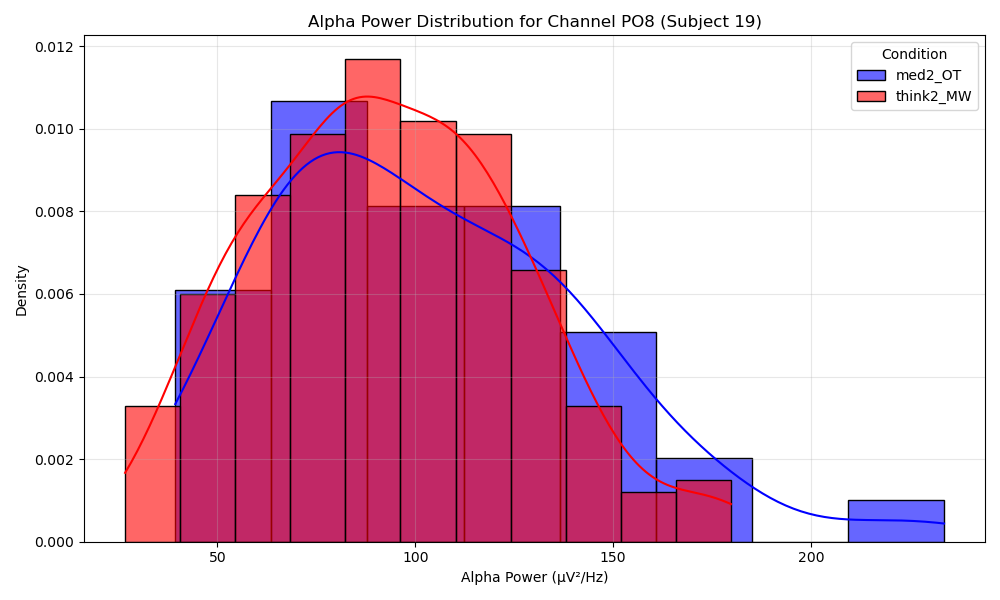 Alpha Power Distribution for Channel PO8 (Subject 19)
Condition
med2_OT
think2_MW
0.012
0.010
0.008
0.006
0.004
0.002
0.000
Density
50
100
150
200
Alpha Power (μV²/Hz)